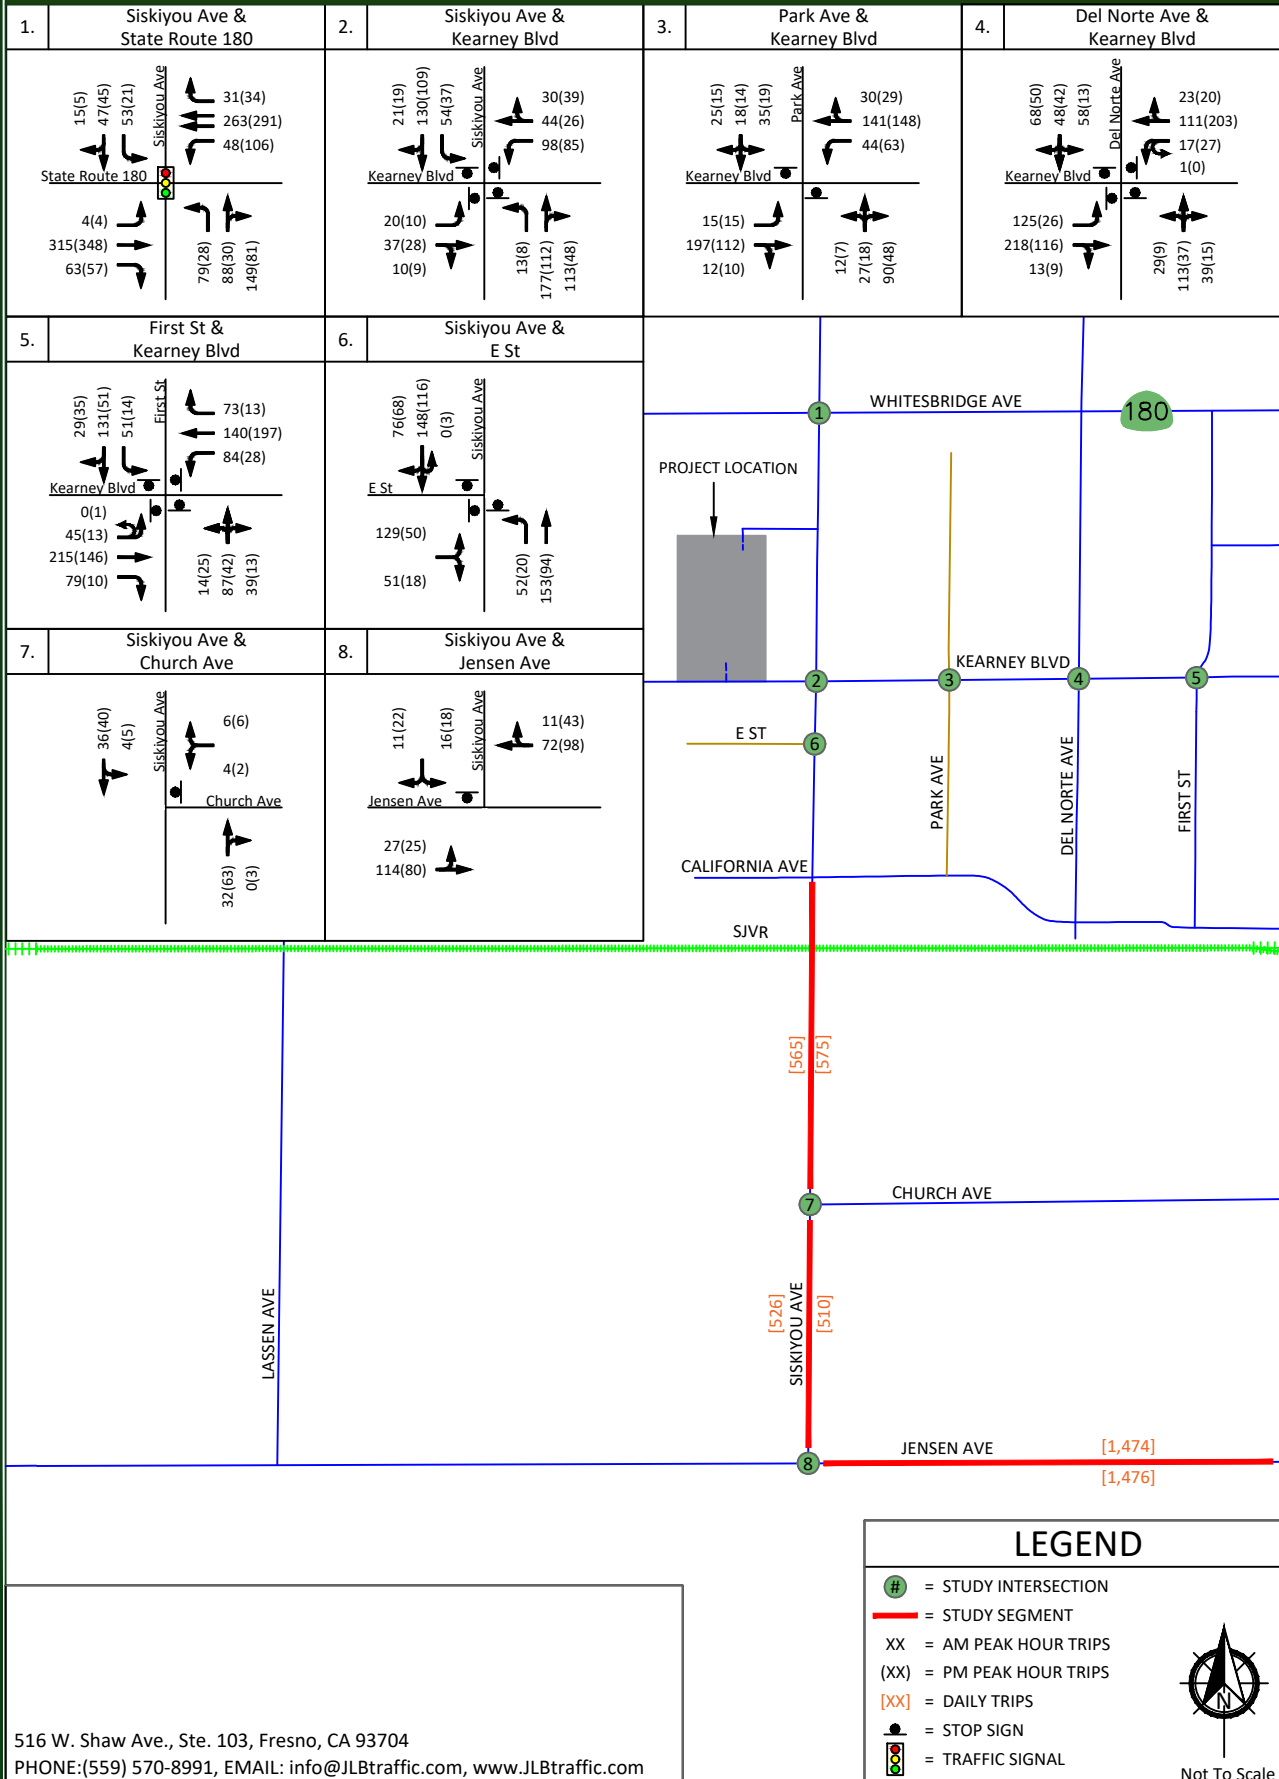 1.
Siskiyou Ave &
State Route 180
15(5)
47(45)
53(21)
Siskiyou Ave
31(34)
263(291)
48(106)
State Route 180
4(4)
315(348)
63(57)
79(28)
88(30)
149(81)
2.
Siskiyou Ave &
Kearney Blvd
21(19)
130(109)
54(37)
Siskiyou Ave
30(39)
44(26)
98(85)
Kearney Blvd
20(10)
37(28)
10(9)
13(8)
177(112)
113(48)
3.
Park Ave &
Kearney Blvd
25(15)
18(14)
35(19)
Park Ave
30(29)
141(148)
44(63)
Kearney Blvd
15(15)
197(112)
12(10)
12(7)
27(18)
90(48)
4.
Del Norte Ave &
Kearney Blvd
68(50)
48(42)
58(13)
Del Norte Ave
23(20)
111(203)
17(27)
1(0)
Kearney Blvd
125(26)
218(116)
13(9)
29(9)
113(37)
39(15)
5.
First St &
Kearney Blvd
29(35)
131(51)
51(14)
First St
73(13)
140(197)
84(28)
Kearney Blvd
0(1)
45(13)
215(146)
79(10)
14(25)
87(42)
39(13)
6.
Siskiyou Ave &
E St
76(68)
148(116)
0(3)
Siskiyou Ave
E St
129(50)
51(18)
52(20)
153(94)
7.
Siskiyou Ave &
Church Ave
36(40)
4(5)
Siskiyou Ave
6(6)
4(2)
Church Ave
32(63)
0(3)
8.
Siskiyou Ave &
Jensen Ave
11(22)
16(18)
Siskiyou Ave
11(43)
72(98)
Jensen Ave
27(25)
114(80)
1
WHITESBRIDGE AVE
180
PROJECT LOCATION
2
3
KEARNEY BLVD
4
5
E ST
6
PARK AVE
DEL NORTE AVE
FIRST ST
CALIFORNIA AVE
SJVR
[565]
[575]
7
CHURCH AVE
LASSEN AVE
[526]
SISKIYOU AVE
[510]
8
JENSEN AVE
[1,474]
[1,476]
LEGEND
# = STUDY INTERSECTION
= STUDY SEGMENT
XX = AM PEAK HOUR TRIPS
(XX) = PM PEAK HOUR TRIPS
[XX] = DAILY TRIPS
= STOP SIGN
= TRAFFIC SIGNAL
N
Not To Scale
516 W. Shaw Ave., Ste. 103, Fresno, CA 93704
PHONE:(559) 570-8991, EMAIL: info@JLBtraffic.com, www.JLBtraffic.com